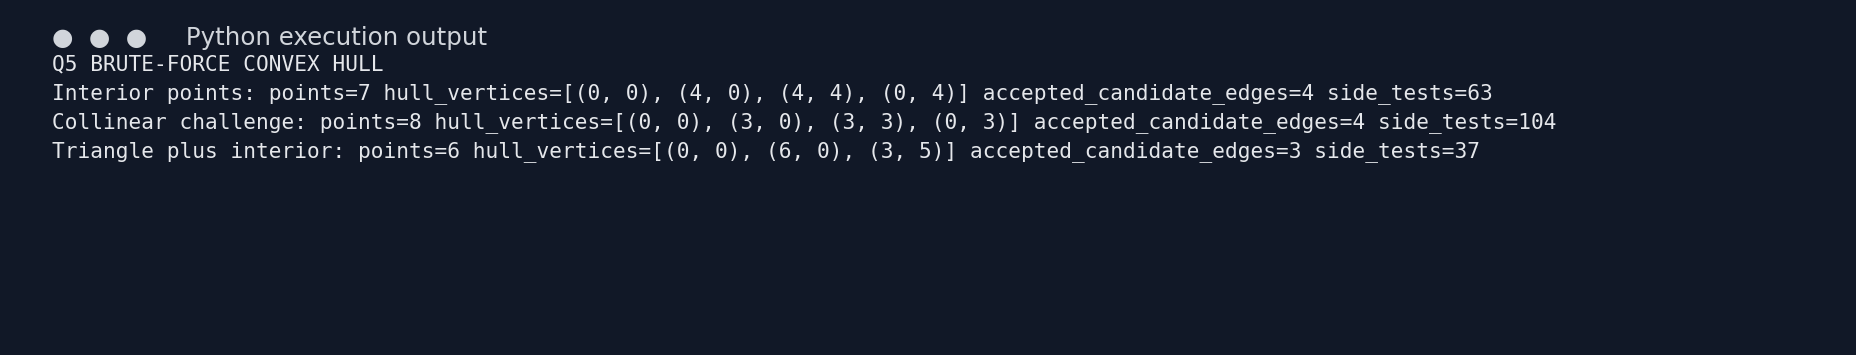 Python execution output
Q5 BRUTE-FORCE CONVEX HULL
Interior points: points=7 hull_vertices=[(0, 0), (4, 0), (4, 4), (0, 4)] accepted_candidate_edges=4 side_tests=63
Collinear challenge: points=8 hull_vertices=[(0, 0), (3, 0), (3, 3), (0, 3)] accepted_candidate_edges=4 side_tests=104
Triangle plus interior: points=6 hull_vertices=[(0, 0), (6, 0), (3, 5)] accepted_candidate_edges=3 side_tests=37